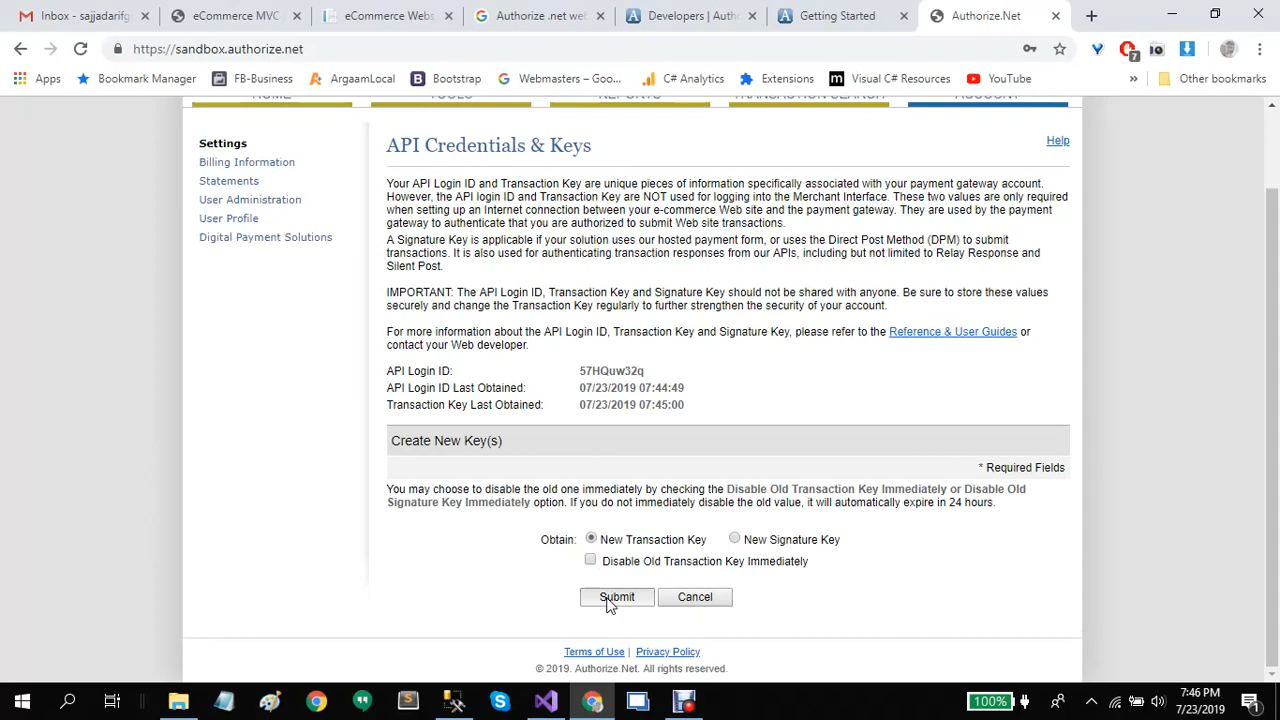 Inbox - sajjadarifg
eCommerce MVC
eCommerce Webs
Authorize .net web
Developers | Autho
Getting Started
Authorize.Net
https://sandbox.authorize.net
7
Apps
Bookmark Manager
FB-Business
ArgaamLocal
Bootstrap
Webmasters – Goo...
C# Analytics
Extensions
Visual C# Resources
YouTube
»
Other bookmarks
HOME
TOOLS
REPORTS
TRANSACTION SEARCH
ACCOUNT
Settings
Billing Information
Statements
User Administration
User Profile
Digital Payment Solutions
API Credentials & Keys
Help
Your API Login ID and Transaction Key are unique pieces of information specifically associated with your payment gateway account.
However, the API login ID and Transaction Key are NOT used for logging into the Merchant Interface. These two values are only required
when setting up an Internet connection between your e-commerce Web site and the payment gateway. They are used by the payment
gateway to authenticate that you are authorized to submit Web site transactions.
A Signature Key is applicable if your solution uses our hosted payment form, or uses the Direct Post Method (DPM) to submit
transactions. It is also used for authenticating transaction responses from our APIs, including but not limited to Relay Response and
Silent Post.
IMPORTANT: The API Login ID, Transaction Key and Signature Key should not be shared with anyone. Be sure to store these values
securely and change the Transaction Key regularly to further strengthen the security of your account.
For more information about the API Login ID, Transaction Key and Signature Key, please refer to the Reference & User Guides or
contact your Web developer.
API Login ID: 57HQuw32q
API Login ID Last Obtained: 07/23/2019 07:44:49
Transaction Key Last Obtained: 07/23/2019 07:45:00
Create New Key(s)
* Required Fields
You may choose to disable the old one immediately by checking the Disable Old Transaction Key Immediately or Disable Old
Signature Key Immediately option. If you do not immediately disable the old value, it will automatically expire in 24 hours.
Obtain: New Transaction Key New Signature Key
Disable Old Transaction Key Immediately
Submit Cancel
Terms of Use | Privacy Policy
© 2019. Authorize.Net. All rights reserved.
100%
7:46 PM
7/23/2019
1